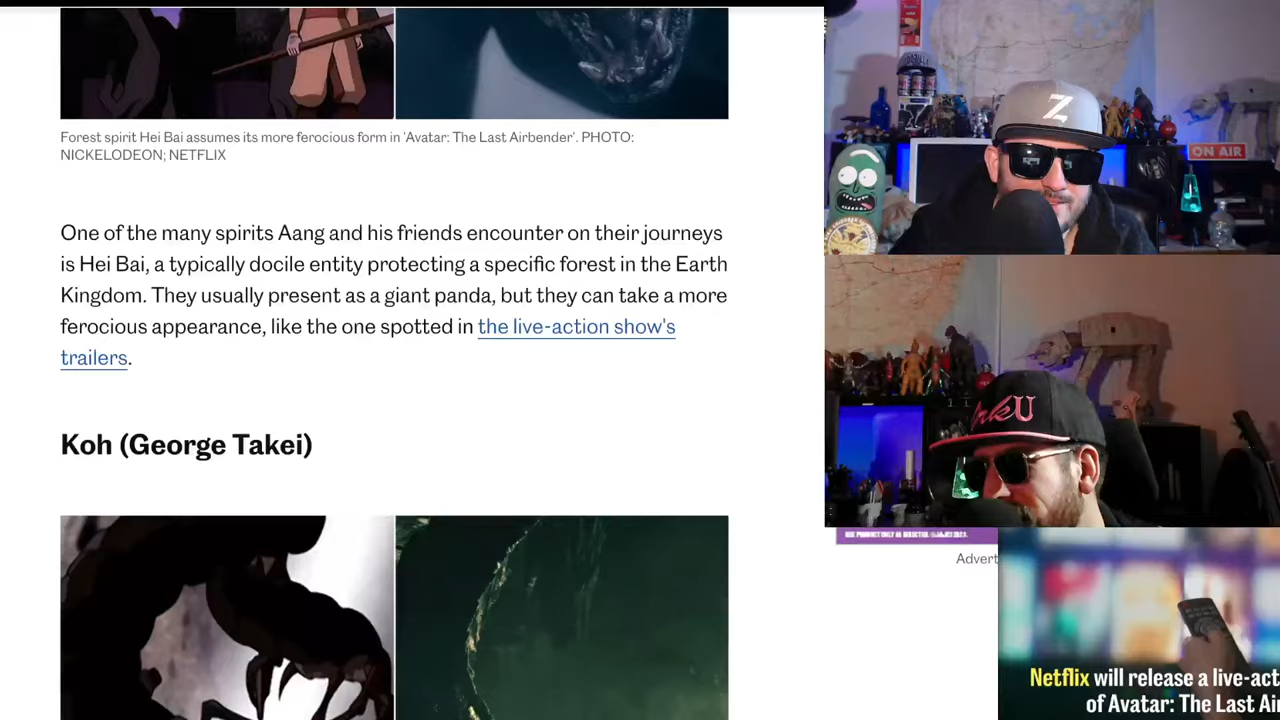 Forest spirit Hei Bai assumes its more ferocious form in 'Avatar: The Last Airbender'. PHOTO:
NICKELODEON; NETFLIX
One of the many spirits Aang and his friends encounter on their journeys
is Hei Bai, a typically docile entity protecting a specific forest in the Earth
Kingdom. They usually present as a giant panda, but they can take a more
ferocious appearance, like the one spotted in the live-action show's
trailers.
Koh (George Takei)
Z
ON AIR
U
Advert
Netflix will release a live-act
of Avatar: The Last Air